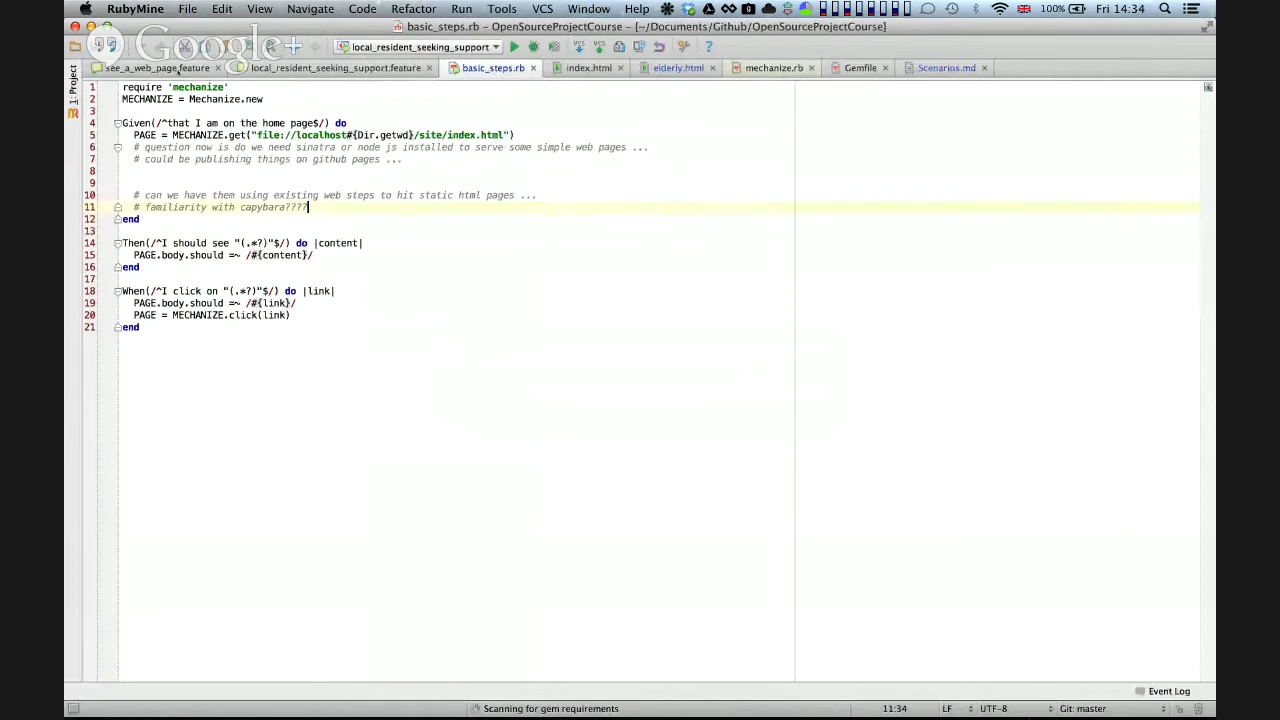 RubyMine File Edit View Navigate Code Refactor Run Tools VCS Window Help 100% Fri 14:34
basic_steps.rb - OpenSourceProjectCourse - [~/Documents/Github/OpenSourceProjectCourse]
Google+
local_resident_seeking_support
see_a_web_page.feature local_resident_seeking_support.feature basic_steps.rb index.html elderly.html mechanize.rb Gemfile Scenarios.md
1: Project
1 require 'mechanize'
2 MECHANIZE = Mechanize.new
3
4 Given(/^that I am on the home page$/) do
5 PAGE = MECHANIZE.get("file://localhost#{Dir.getwd}/site/index.html")
6 # question now is do we need sinatra or node js installed to serve some simple web pages ...
7 # could be publishing things on github pages ...
8
9
10 # can we have them using existing web steps to hit static html pages ...
11 # familiarity with capybara????
12 end
13
14 Then(/^I should see "(.*?)"$/) do |content|
15 PAGE.body.should =~ /#{content}/
16 end
17
18 When(/^I click on "(.*?)"$/) do |link|
19 PAGE.body.should =~ /#{link}/
20 PAGE = MECHANIZE.click(link)
21 end
Event Log
Scanning for gem requirements 11:34 LF UTF-8 Git: master